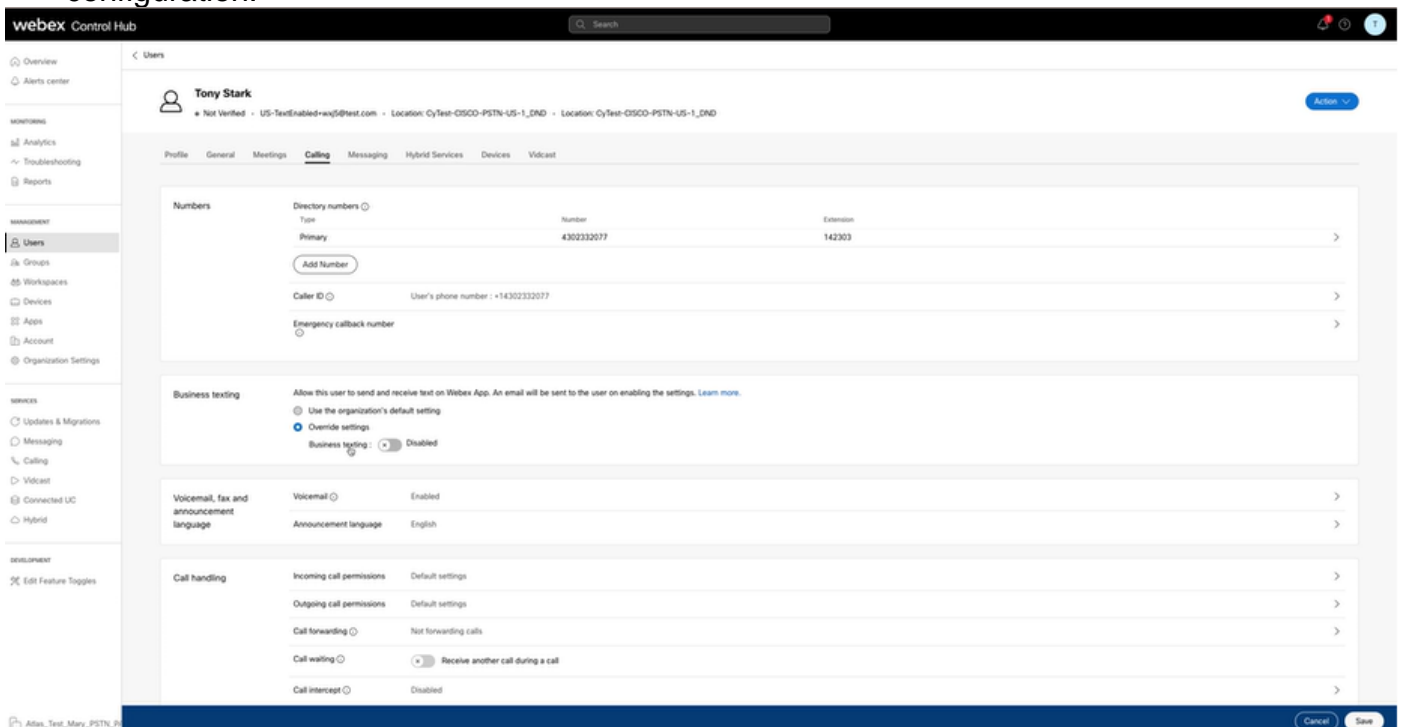 configuration.
webex Control Hub
Search
T
Overview
Alerts center
MONITORING
Analytics
Troubleshooting
Reports
MANAGEMENT
Users
Groups
Workspaces
Devices
Apps
Account
Organization Settings
SERVICES
Updates & Migrations
Messaging
Calling
Vidcast
Connected UC
Hybrid
DEVELOPMENT
Edit Feature Toggles
Atlas_Test_Mary_PSTN_
Users
Tony Stark
Not Verified · US-TextEnabled+wxj5@test.com · Location: CyTest-CISCO-PSTN-US-1_DND · Location: CyTest-CISCO-PSTN-US-1_DND
Action
Profile General Meetings Calling Messaging Hybrid Services Devices Vidcast
Numbers
Directory numbers
Type Number Extension
Primary 4302332077 142303
Add Number
Caller ID User's phone number : +14302332077
Emergency callback number
Business texting
Allow this user to send and receive text on Webex App. An email will be sent to the user on enabling the settings. Learn more.
Use the organization's default setting
Override settings
Business texting : Disabled
Voicemail, fax and
announcement
language
Voicemail Enabled
Announcement language English
Call handling
Incoming call permissions Default settings
Outgoing call permissions Default settings
Call forwarding Not forwarding calls
Call waiting Receive another call during a call
Call intercept Disabled
Cancel Save